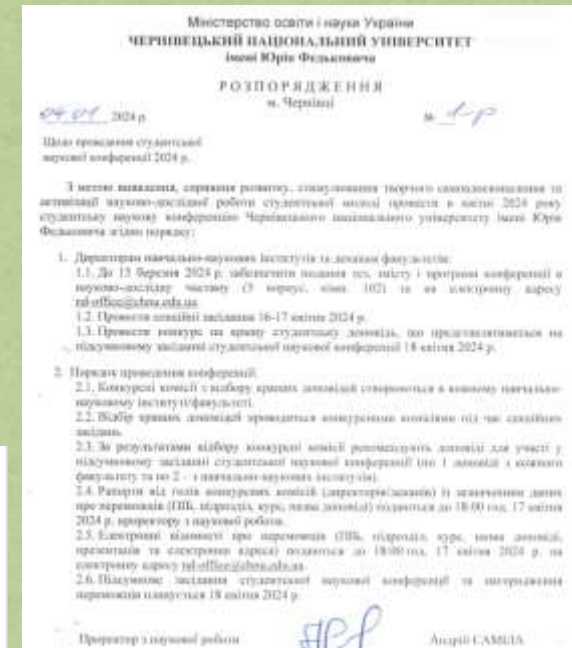 Міністерство освіти і науки України
ЧЕРНІВЕЦЬКИЙ НАЦІОНАЛЬНИЙ УНІВЕРСИТЕТ
імені Юрія Федьковича
РОЗПОРЯДЖЕННЯ
м. Чернівці
04 01 2024 р. № 1-р
Щодо проведення студентської
наукової конференції 2024 р.
З метою виявлення, сприяння розвитку, стимулювання творчого самовдосконалення та
активізації науково-дослідної роботи студентської молоді провести в квітні 2024 року
студентську наукову конференцію Чернівецького національного університету імені Юрія
Федьковича згідно порядку:
1. Директорам навчально-наукових інститутів та деканам факультетів:
1.1. До 13 березня 2024 р. забезпечити подання тез, змісту і програми конференції в
науково-дослідну частину (3 корпус, кімн. 102) та на електронну адресу
nd-office@chnu.edu.ua
1.2. Провести секційні засідання 16-17 квітня 2024 р.
1.3. Провести конкурс на кращу студентську доповідь, що представлятиметься на
підсумковому засіданні студентської наукової конференції 18 квітня 2024 р.
2. Порядок проведення конференції:
2.1. Конкурсні комісії з відбору кращих доповідей створюються в кожному навчально-
науковому інституті/факультеті.
2.2. Відбір кращих доповідей проводиться конкурсними комісіями під час секційних
засідань.
2.3. За результатами відбору конкурсні комісії рекомендують доповіді для участі у
підсумковому засіданні студентської наукової конференції (по 1 доповіді з кожного
факультету та по 2 - з навчально-наукових інститутів).
2.4. Рапорти від голів конкурсних комісій (директорів/деканів) із зазначенням даних
про переможців (ПІБ, підрозділ, курс, назва доповіді) подаються до 18:00 год. 17 квітня
2024 р. проректору з наукової роботи.
2.5. Електронні відомості про переможців (ПІБ, підрозділ, курс, назва доповіді,
презентація та електронна адреса) подаються до 18:00 год. 17 квітня 2024 р. на
електронну адресу nd-office@chnu.edu.ua
2.6. Підсумкове засідання студентської наукової конференції та нагородження
переможців планується 18 квітня 2024 р.
Проректор з наукової роботи Андрій САМІЛА